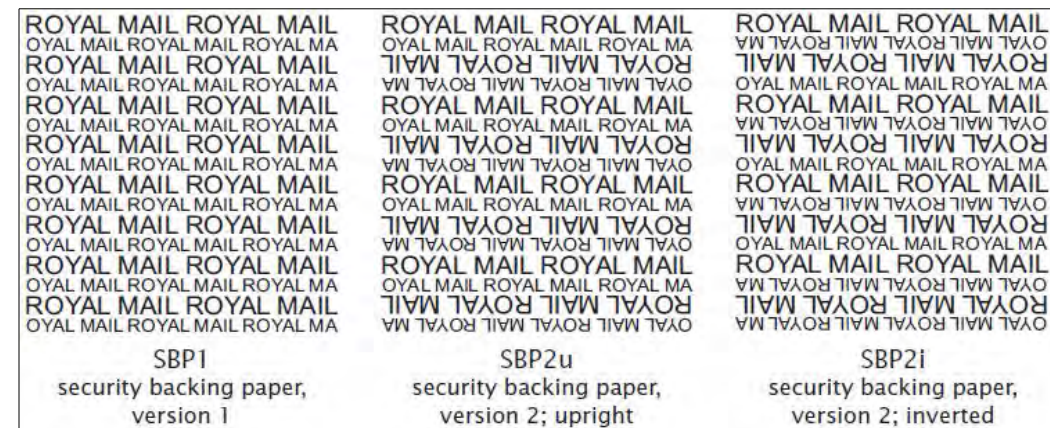 ROYAL MAIL ROYAL MAIL
OYAL MAIL ROYAL MAIL ROYAL MA
ROYAL MAIL ROYAL MAIL
OYAL MAIL ROYAL MAIL ROYAL MA
ROYAL MAIL ROYAL MAIL
OYAL MAIL ROYAL MAIL ROYAL MA
ROYAL MAIL ROYAL MAIL
OYAL MAIL ROYAL MAIL ROYAL MA
ROYAL MAIL ROYAL MAIL
OYAL MAIL ROYAL MAIL ROYAL MA
ROYAL MAIL ROYAL MAIL
OYAL MAIL ROYAL MAIL ROYAL MA
ROYAL MAIL ROYAL MAIL
OYAL MAIL ROYAL MAIL ROYAL MA
ROYAL MAIL ROYAL MAIL
OYAL MAIL ROYAL MAIL ROYAL MA
SBP1
security backing paper,
version 1
ROYAL MAIL ROYAL MAIL
OYAL MAIL ROYAL MAIL ROYAL MA
ROYAL MAIL ROYAL MAIL
OYAL MAIL ROYAL MAIL ROYAL MA
ROYAL MAIL ROYAL MAIL
OYAL MAIL ROYAL MAIL ROYAL MA
ROYAL MAIL ROYAL MAIL
OYAL MAIL ROYAL MAIL ROYAL MA
ROYAL MAIL ROYAL MAIL
OYAL MAIL ROYAL MAIL ROYAL MA
ROYAL MAIL ROYAL MAIL
OYAL MAIL ROYAL MAIL ROYAL MA
ROYAL MAIL ROYAL MAIL
OYAL MAIL ROYAL MAIL ROYAL MA
ROYAL MAIL ROYAL MAIL
OYAL MAIL ROYAL MAIL ROYAL MA
SBP2u
security backing paper,
version 2; upright
ROYAL MAIL ROYAL MAIL
OYAL MAIL ROYAL MAIL ROYAL MA
ROYAL MAIL ROYAL MAIL
OYAL MAIL ROYAL MAIL ROYAL MA
ROYAL MAIL ROYAL MAIL
OYAL MAIL ROYAL MAIL ROYAL MA
ROYAL MAIL ROYAL MAIL
OYAL MAIL ROYAL MAIL ROYAL MA
ROYAL MAIL ROYAL MAIL
OYAL MAIL ROYAL MAIL ROYAL MA
ROYAL MAIL ROYAL MAIL
OYAL MAIL ROYAL MAIL ROYAL MA
ROYAL MAIL ROYAL MAIL
OYAL MAIL ROYAL MAIL ROYAL MA
ROYAL MAIL ROYAL MAIL
OYAL MAIL ROYAL MAIL ROYAL MA
SBP2i
security backing paper,
version 2; inverted